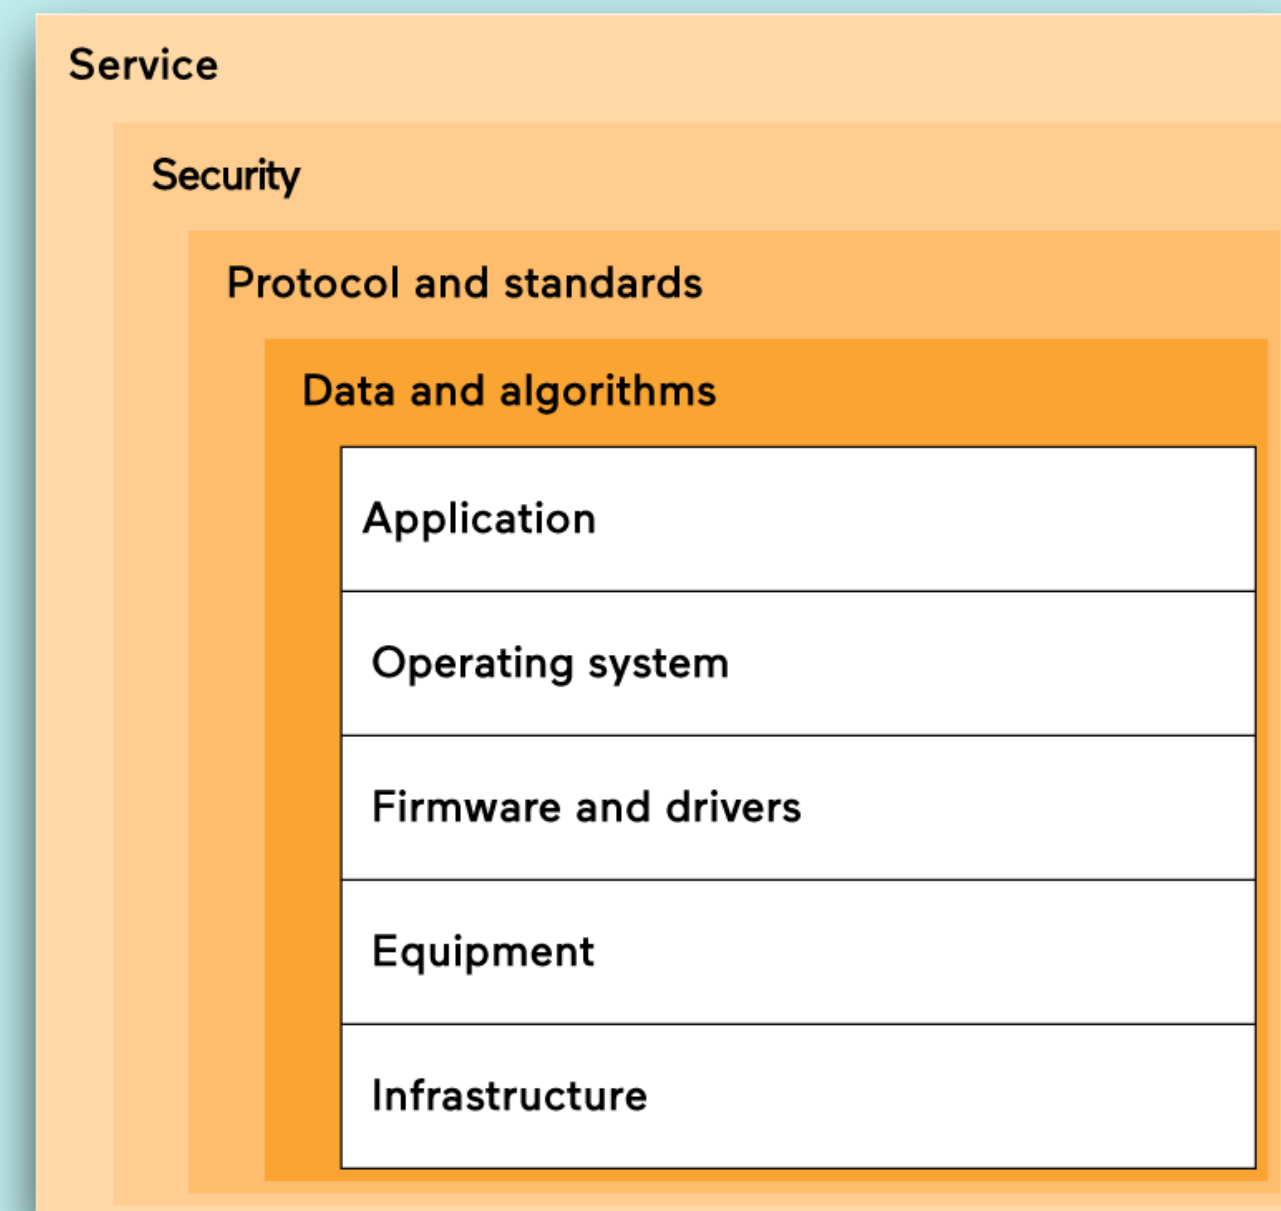 Service
Security
Protocol and standards
Data and algorithms
Application
Operating system
Firmware and drivers
Equipment
Infrastructure